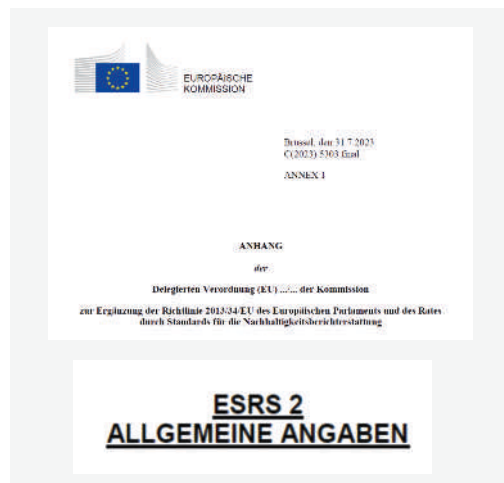 EUROPÄISCHE
KOMMISSION
Brüssel, den 31.7.2023
C(2023) 5303 final
ANNEX 1
ANHANG
der
Delegierten Verordnung (EU) .../... der Kommission
zur Ergänzung der Richtlinie 2013/34/EU des Europäischen Parlaments und des Rates
durch Standards für die Nachhaltigkeitsberichterstattung
ESRS 2
ALLGEMEINE ANGABEN